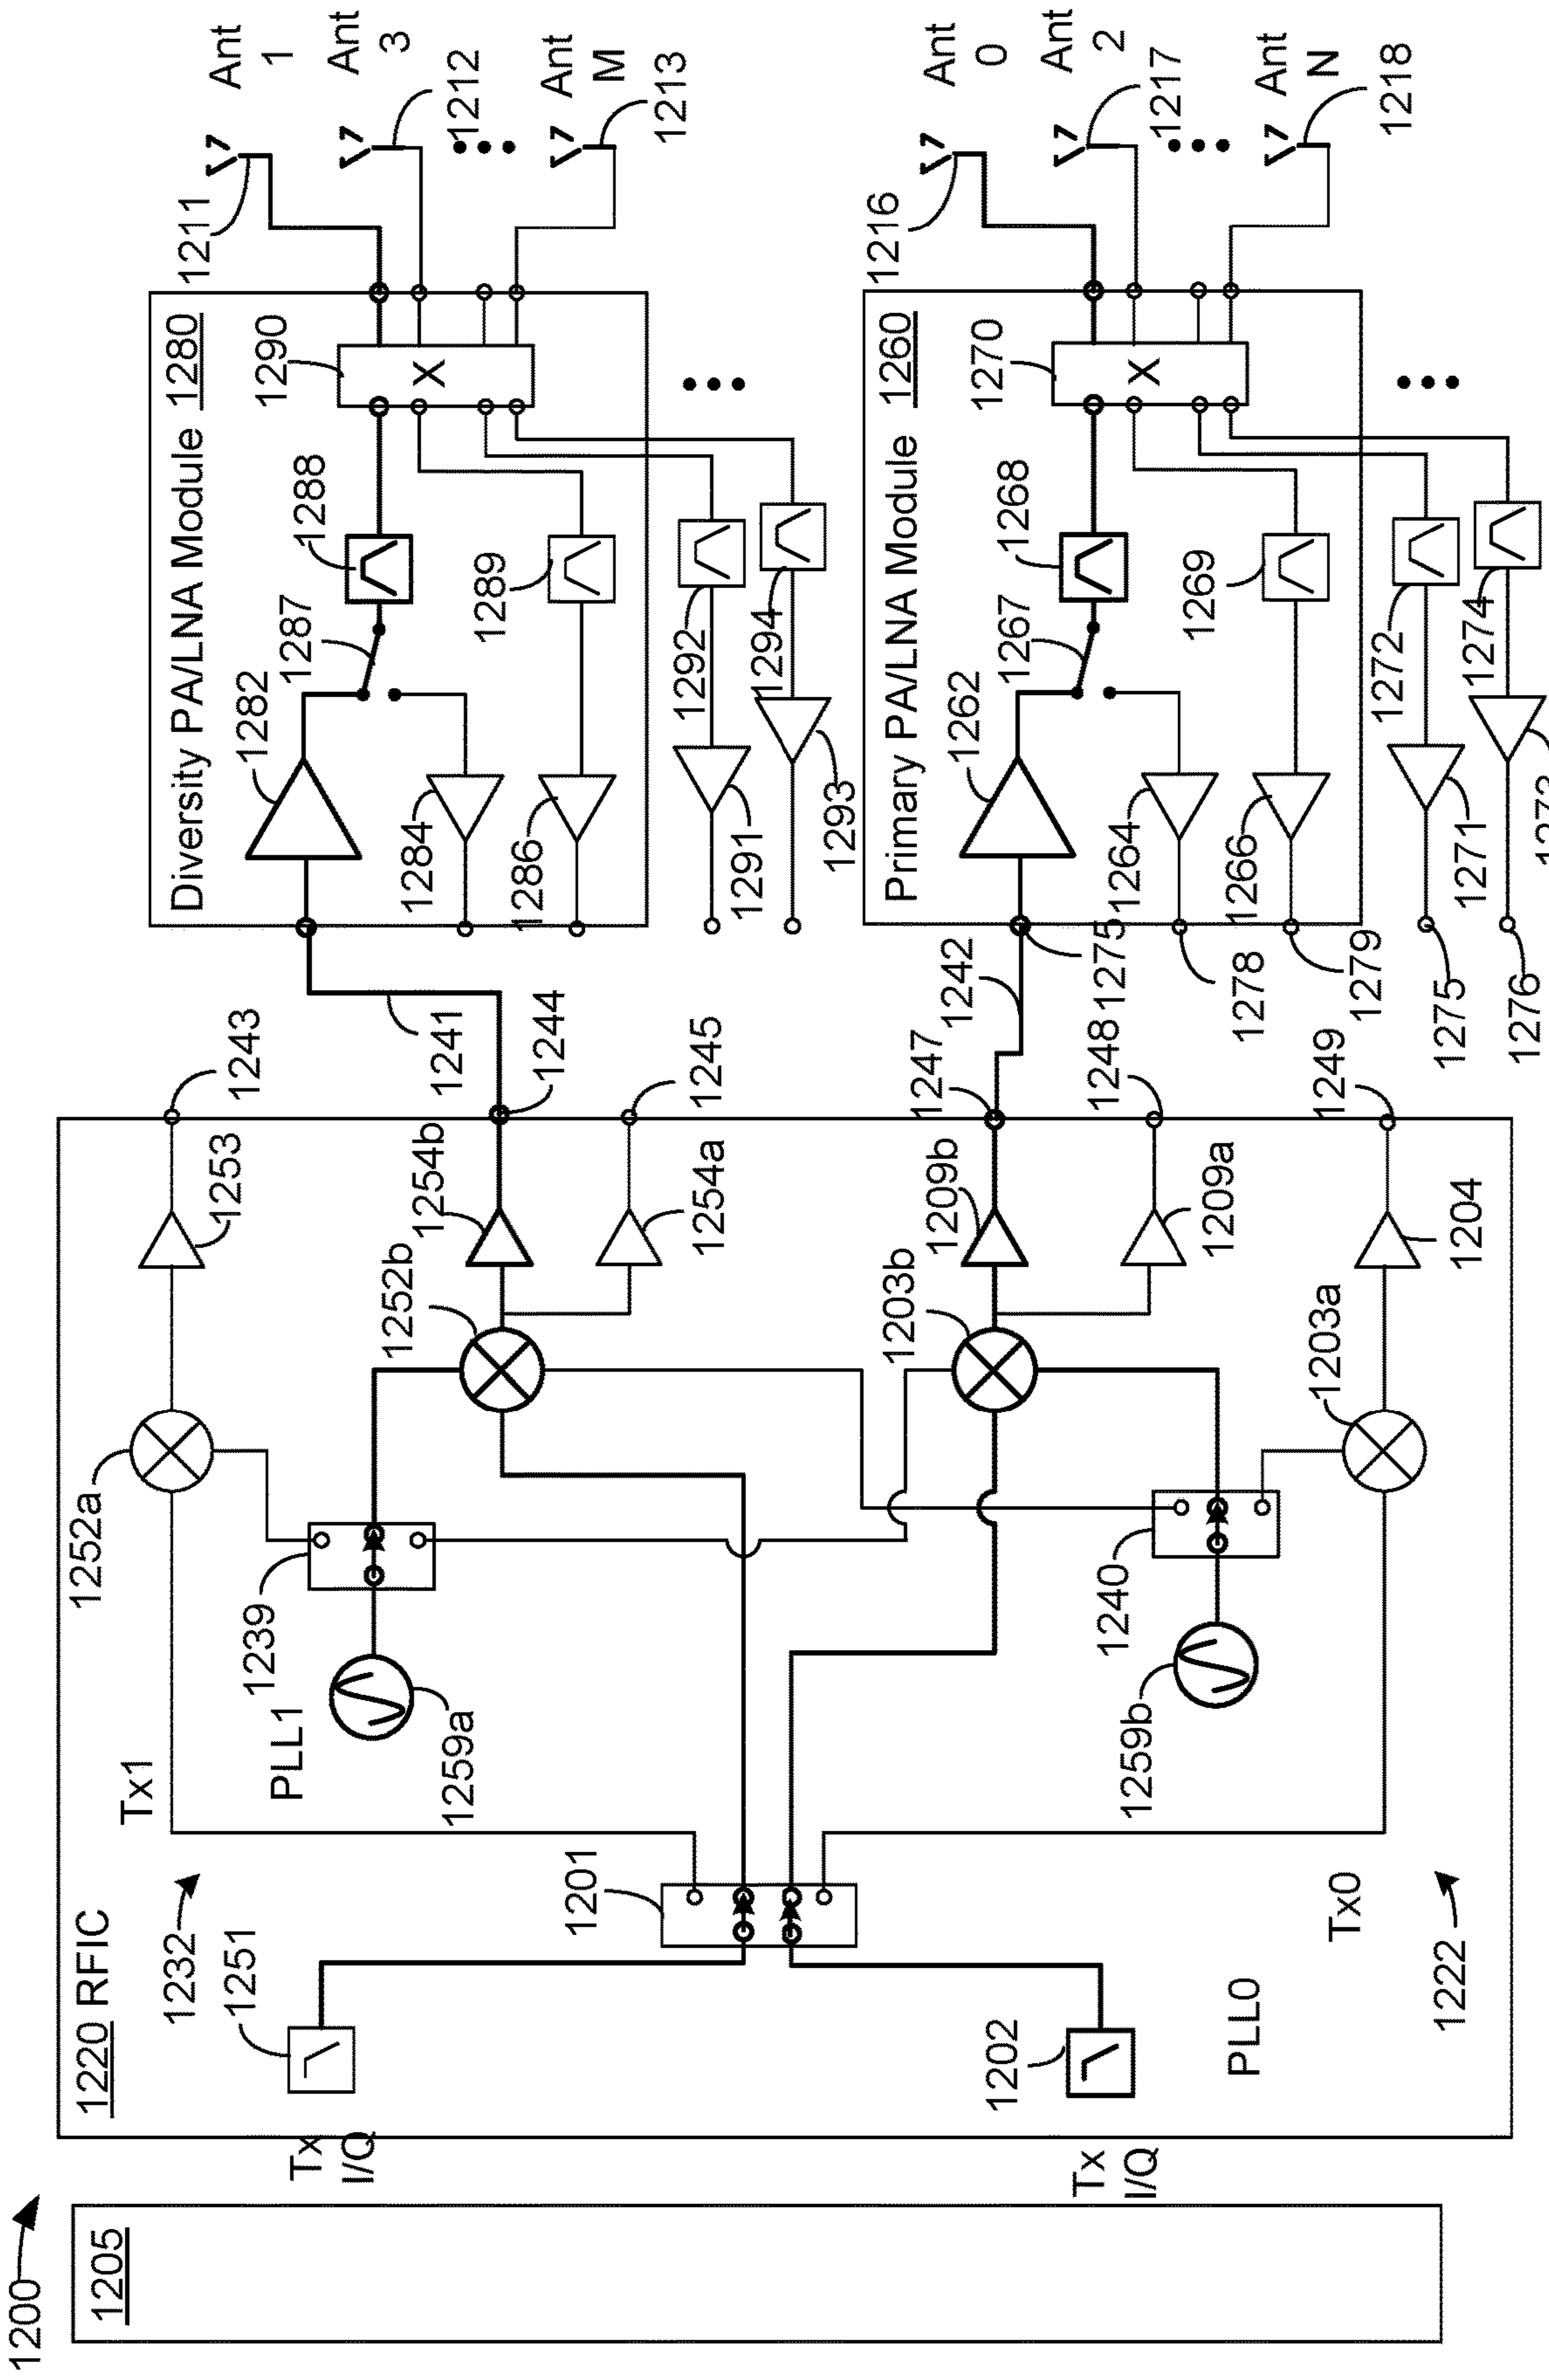 1200
1205
1220 RFIC
Tx
I/Q
Tx
I/Q
1232
1251
Tx1
1252a
1253
1243
1239
PLL1
1259a
1252b
1254b
1244
1241
1254a
1245
1201
1202
PLL0
Tx0
1222
1259b
1240
1203b
1209b
1247
1242
1209a
1248
1203a
1204
1249
Diversity PA/LNA Module 1280
1282
1284
1286
1287
1288
1289
1290
X
1291
1292
1293
1294
1211
Ant
1
Ant
3
1212
Ant
M
1213
Primary PA/LNA Module 1260
1262
1264
1266
1267
1268
1269
1270
X
1275
1278
1279
1271
1272
1274
1275
1276
1216
Ant
0
Ant
2
1217
Ant
N
1218